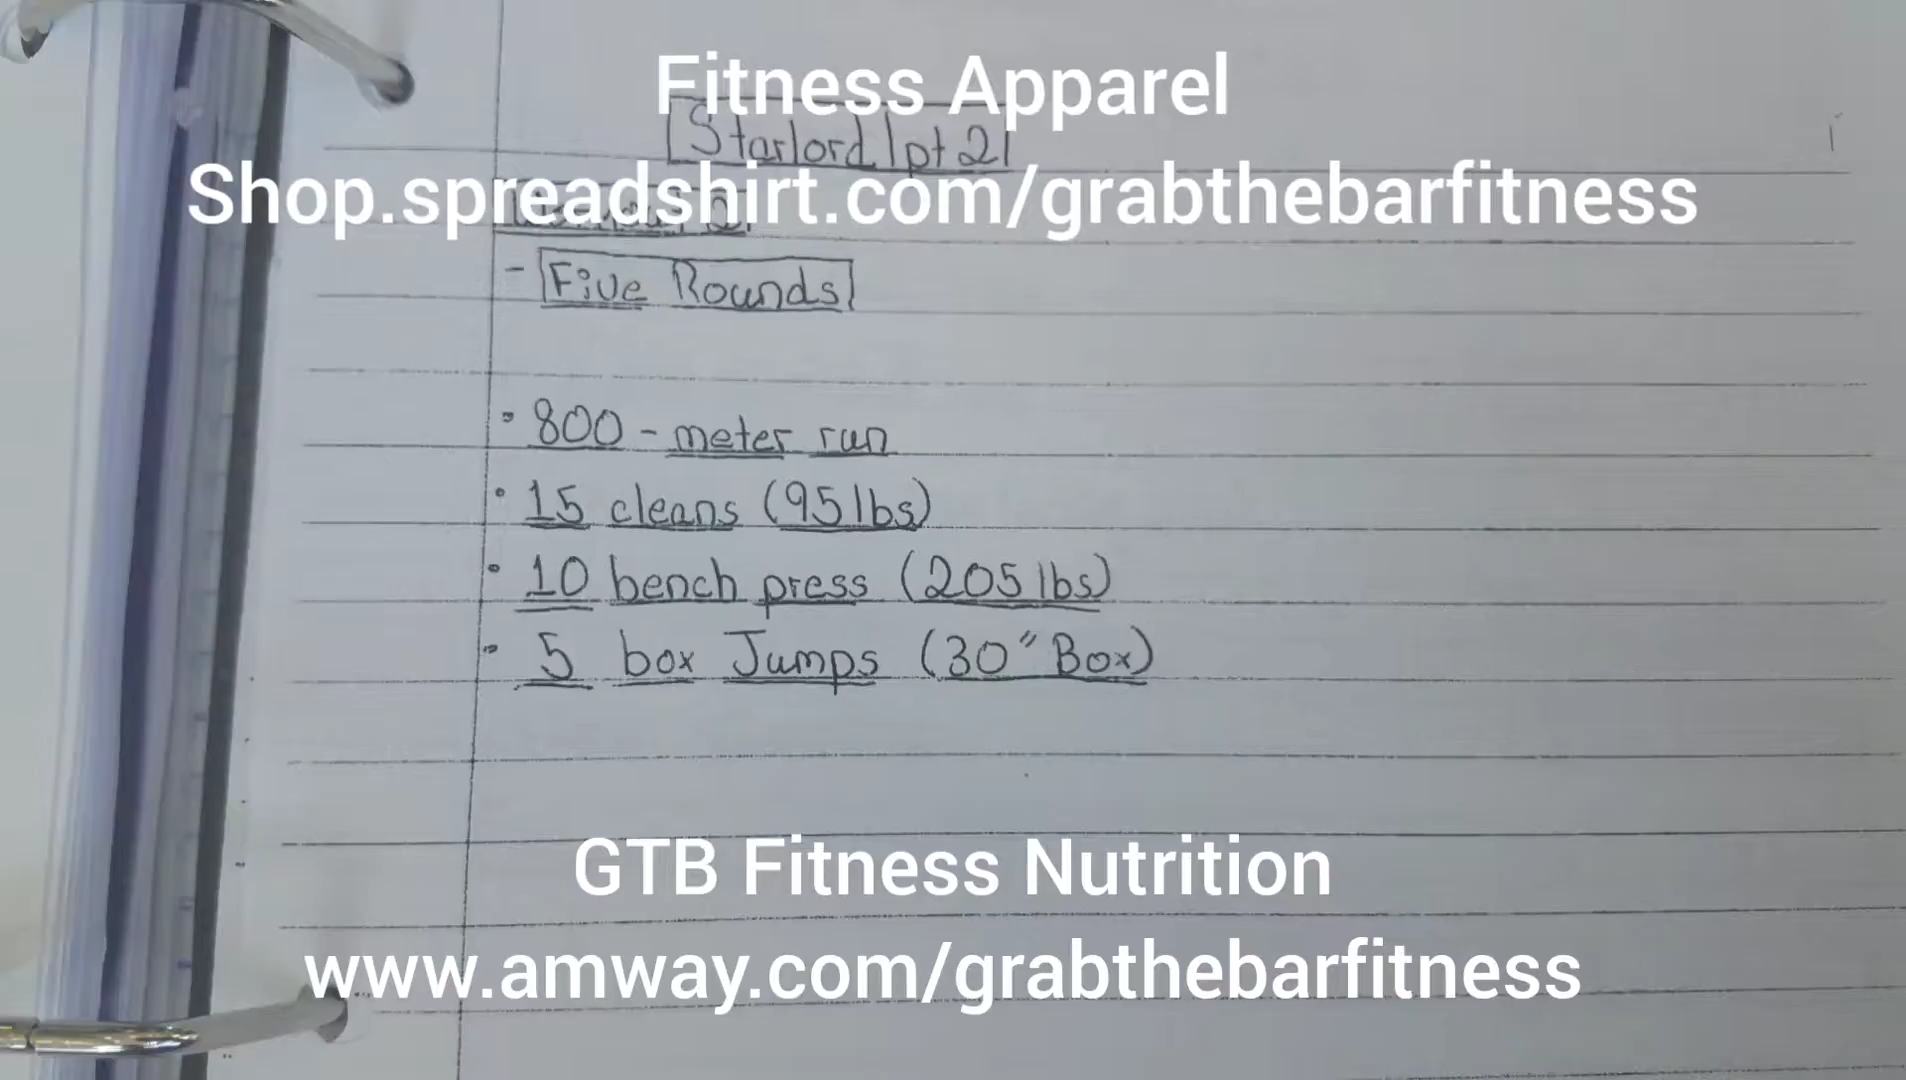 Fitness Apparel
Starlord pt 2
Shop.spreadshirt.com/grabthebarfitness
- Five Rounds
• 800-meter run
• 15 cleans (95 lbs)
• 10 bench press (205 lbs)
• 5 box Jumps (30" Box)
GTB Fitness Nutrition
www.amway.com/grabthebarfitness